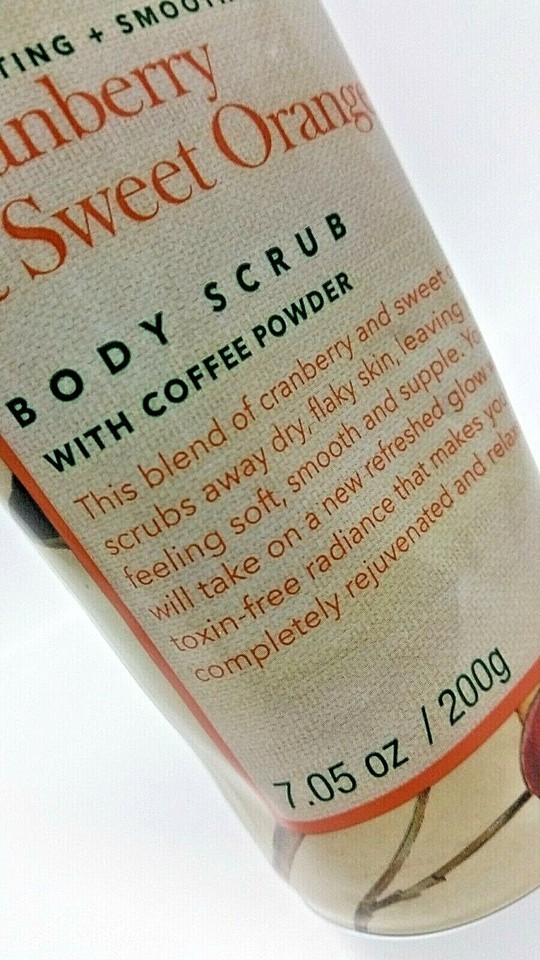 TING + SMOOT
anberry
& Sweet Orange
BODY SCRUB
WITH COFFEE POWDER
This blend of cranberry and sweet
scrubs away dry, flaky skin, leaving
feeling soft, smooth and supple. Yo
will take on a new refreshed glow
toxin-free radiance that makes you
completely rejuvenated and relax
7.05 oz / 200g